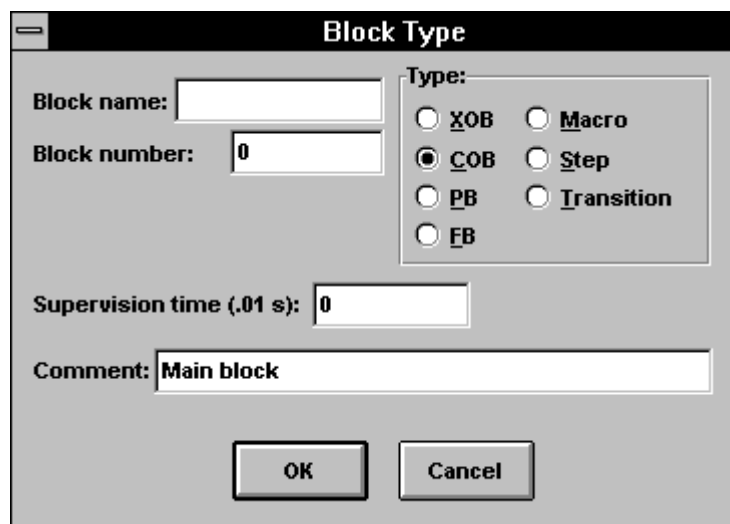 Block Type
Block name:
Block number: 0
Type:
XOB Macro
COB Step
PB Transition
FB
Supervision time (.01 s): 0
Comment: Main block
OK Cancel